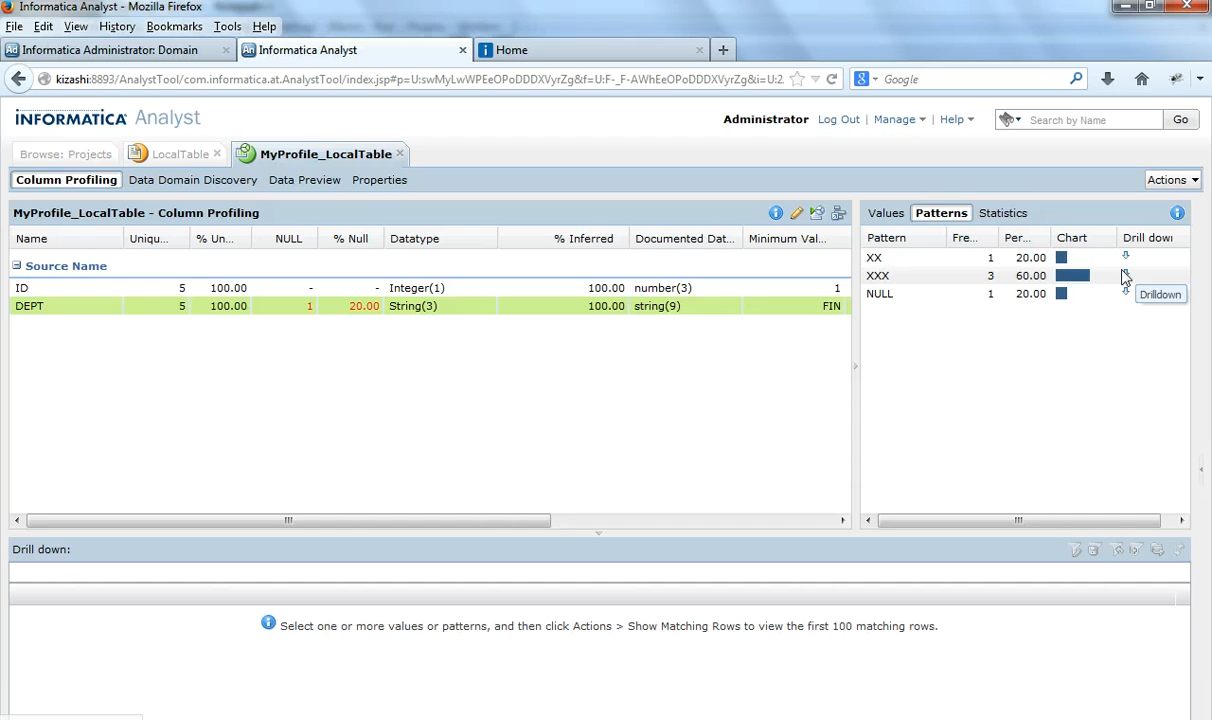 Informatica Analyst - Mozilla Firefox
File Edit View History Bookmarks Tools Help
Informatica Administrator: Domain × Informatica Analyst × Home × +
kizashi:8893/AnalystTool/com.informatica.at.AnalystTool/index.jsp#p=U:swMyLwWPEeOPoDDDXVyrZg&f=U:F-_F-AWhEeOPoDDDXVyrZg&i=U:2 Google
INFORMATICA Analyst Administrator Log Out Manage Help Search by Name Go
Browse: Projects LocalTable × MyProfile_LocalTable ×
Column Profiling Data Domain Discovery Data Preview Properties Actions
MyProfile_LocalTable - Column Profiling Values Patterns Statistics
Name Uniqu... % Un... NULL % Null Datatype % Inferred Documented Dat... Minimum Val... Pattern Fre... Per... Chart Drill down
XX 1 20.00
Source Name
XXX 3 60.00
ID 5 100.00 - - Integer(1) 100.00 number(3) 1
NULL 1 20.00
Drilldown
DEPT 5 100.00 1 20.00 String(3) 100.00 string(9) FIN
Drill down:
Select one or more values or patterns, and then click Actions > Show Matching Rows to view the first 100 matching rows.